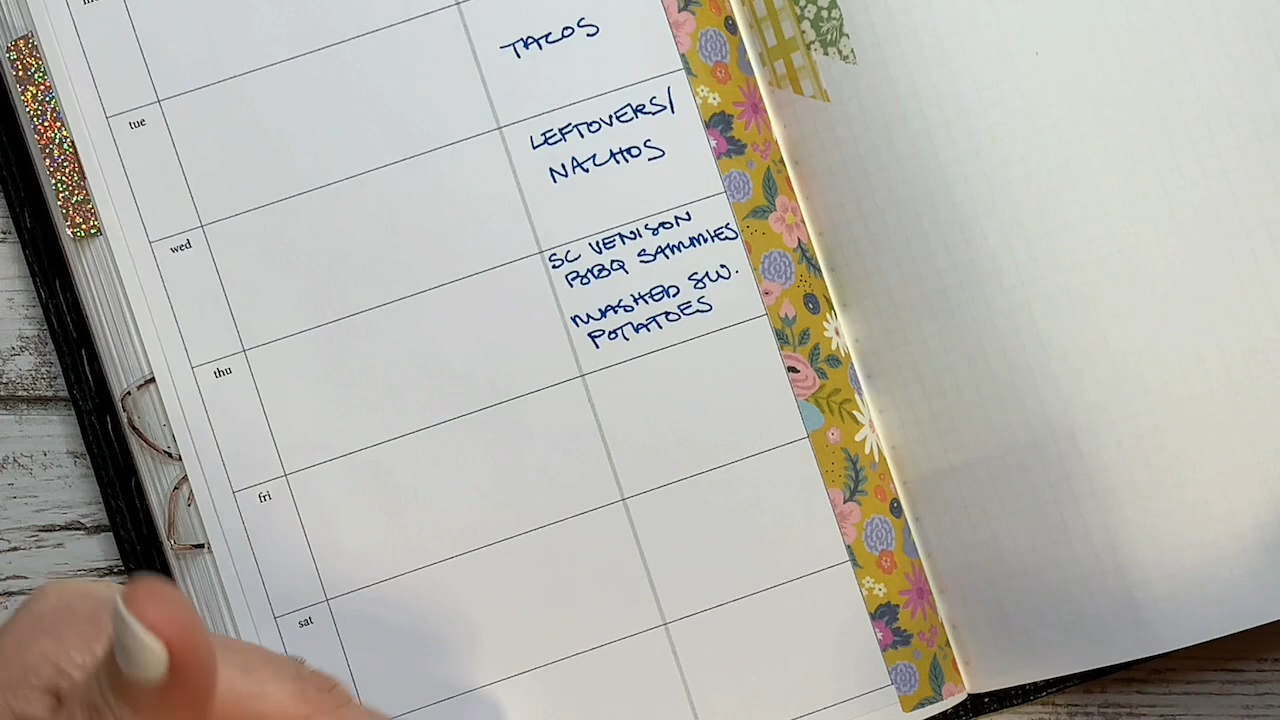 TACOS
tue
LEFTOVERS/
NACHOS
wed
SC VENISON
BBQ SAMMIES
MASHED SW.
POTATOES
thu
fri
sat